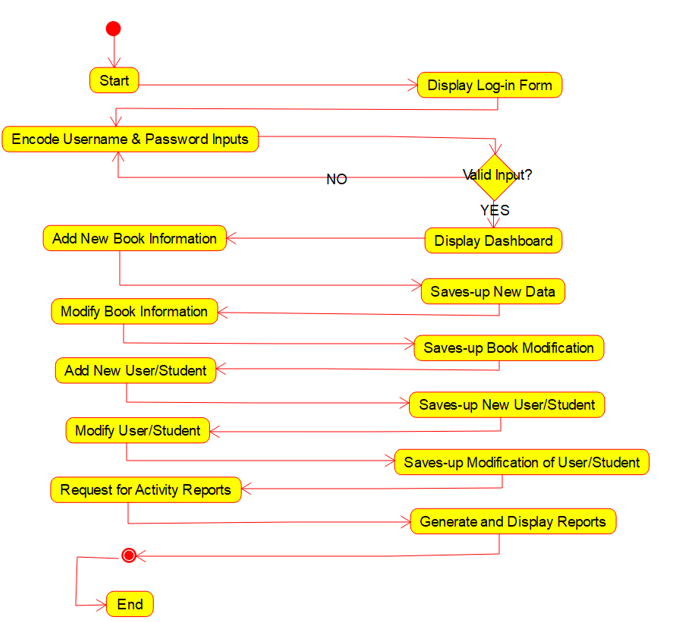 Start
Display Log-in Form
Encode Username & Password Inputs
Valid Input?
NO
YES
Add New Book Information
Display Dashboard
Saves-up New Data
Modify Book Information
Saves-up Book Modification
Add New User/Student
Saves-up New User/Student
Modify User/Student
Saves-up Modification of User/Student
Request for Activity Reports
Generate and Display Reports
End